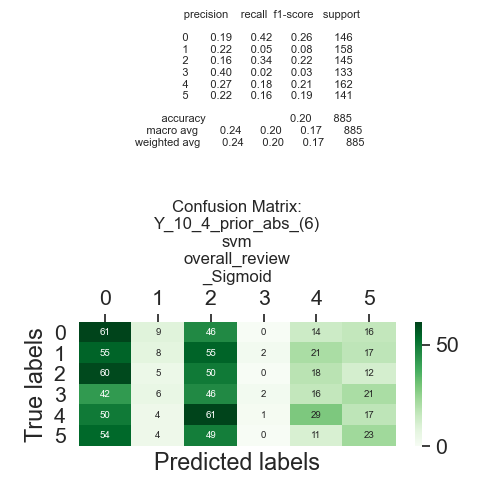 precision recall f1-score support
0 0.19 0.42 0.26 146
1 0.22 0.05 0.08 158
2 0.16 0.34 0.22 145
3 0.40 0.02 0.03 133
4 0.27 0.18 0.21 162
5 0.22 0.16 0.19 141
accuracy 0.20 885
macro avg 0.24 0.20 0.17 885
weighted avg 0.24 0.20 0.17 885
Confusion Matrix:
Y_10_4_prior_abs_(6)
svm
overall_review
_Sigmoid
0 1 2 3 4 5
0 61 9 46 0 14 16
1 55 8 55 2 21 17
2 60 5 50 0 18 12
3 42 6 46 2 16 21
4 50 4 61 1 29 17
5 54 4 49 0 11 23
True labels
Predicted labels
50
0